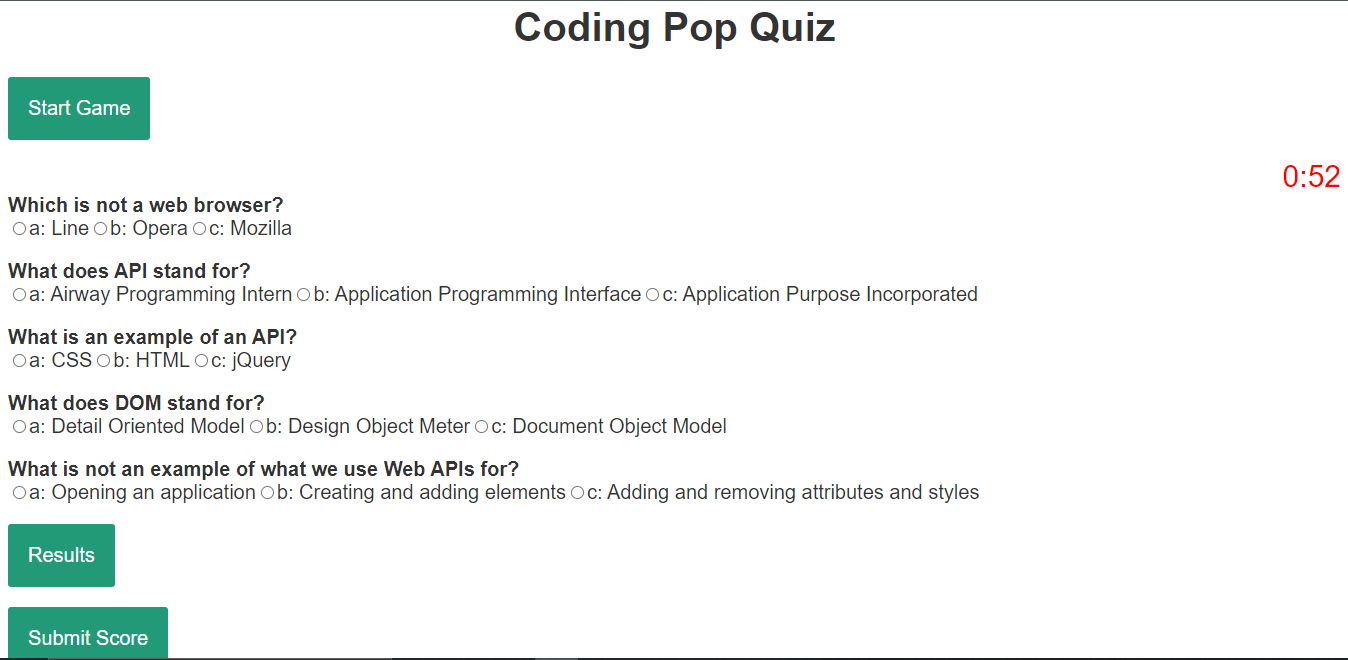 Coding Pop Quiz
Start Game
0:52
Which is not a web browser?
a: Line b: Opera c: Mozilla
What does API stand for?
a: Airway Programming Intern b: Application Programming Interface c: Application Purpose Incorporated
What is an example of an API?
a: CSS b: HTML c: jQuery
What does DOM stand for?
a: Detail Oriented Model b: Design Object Meter c: Document Object Model
What is not an example of what we use Web APIs for?
a: Opening an application b: Creating and adding elements c: Adding and removing attributes and styles
Results
Submit Score